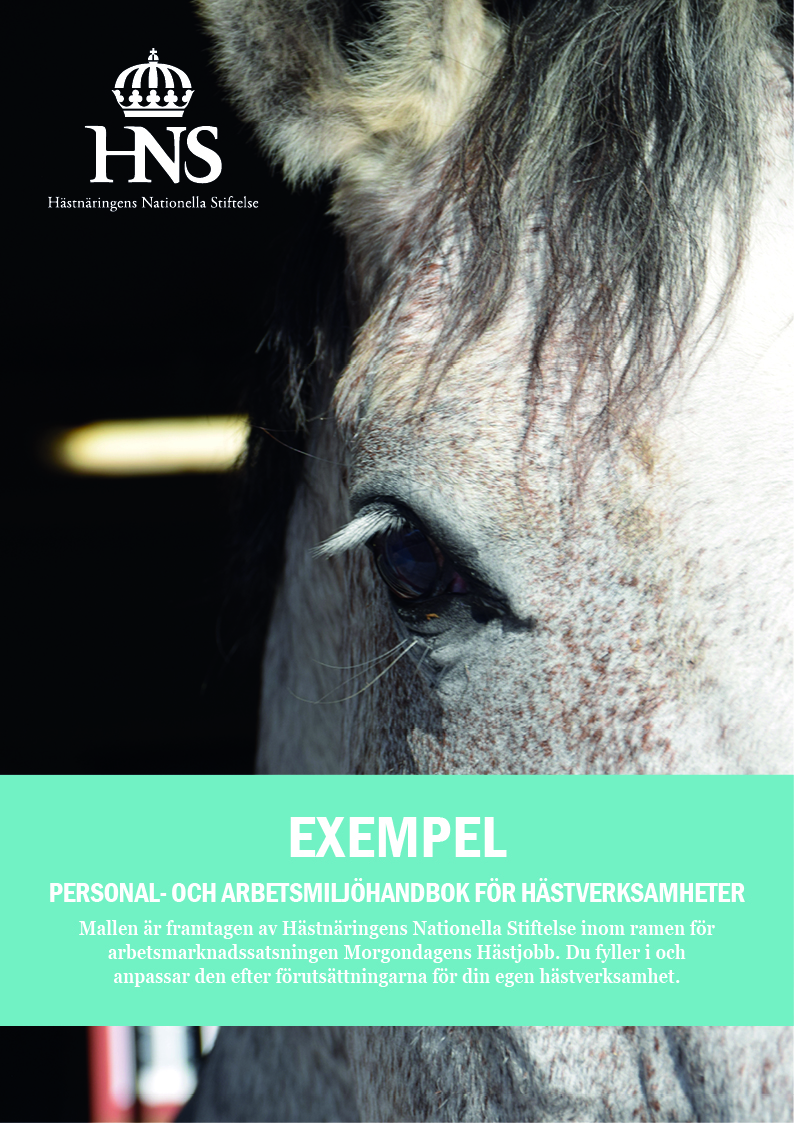 HNS
Hästnäringens Nationella Stiftelse
EXEMPEL
PERSONAL- OCH ARBETSMILJÖHANDBOK FÖR HÄSTVERKSAMHETER
Mallen är framtagen av Hästnäringens Nationella Stiftelse inom ramen för
arbetsmarknadssatsningen Morgondagens Hästjobb. Du fyller i och
anpassar den efter förutsättningarna för din egen hästverksamhet.